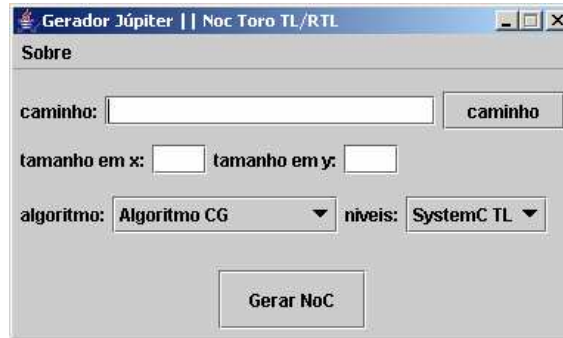 Gerador Júpiter || Noc Toro TL/RTL
Sobre
caminho: caminho
tamanho em x: tamanho em y:
algoritmo: Algoritmo CG niveis: SystemC TL
Gerar NoC